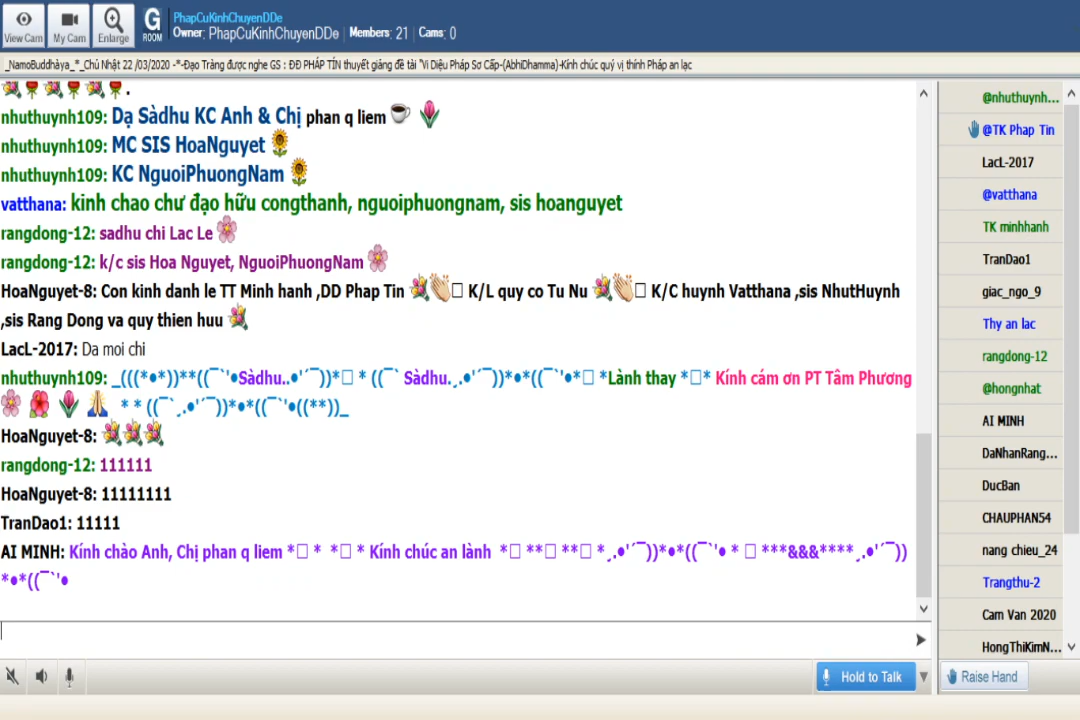 View Cam
My Cam
Enlarge
G
ROOM
PhapCuKinhChuyenDDe
Owner: PhapCuKinhChuyenDDe Members: 21 Cams: 0
_NamoBuddhàya_*_Chủ Nhật 22 /03/2020 -*-Đạo Tràng được nghe GS : ĐĐ PHÁP TÍN thuyết giảng đề tài "Vi Diệu Pháp Sơ Cấp-(AbhiDhamma)-Kính chúc quý vị thính Pháp an lạc
.
nhuthuynh109: Dạ Sàdhu KC Anh & Chị phan q liem
nhuthuynh109: MC SIS HoaNguyet
nhuthuynh109: KC NguoiPhuongNam
vatthana: kinh chao chư đạo hữu congthanh, nguoiphuongnam, sis hoanguyet
rangdong-12: sadhu chi Lac Le
rangdong-12: k/c sis Hoa Nguyet, NguoiPhuongNam
HoaNguyet-8: Con kinh danh le TT Minh hanh ,DD Phap Tin K/L quy co Tu Nu K/C huynh Vatthana ,sis NhutHuynh
,sis Rang Dong va quy thien huu
LacL-2017: Da moi chi
nhuthuynh109: _(((*•*))**((¯`'•Sàdhu..•'´¯))*▯ * ((¯` Sàdhu.¸.•'´¯))*•*((¯`'•*▯ *Lành thay *▯* Kính cám ơn PT Tâm Phương
* * ((¯`¸.•'´¯))*•*((¯`'•((**))_
HoaNguyet-8:
rangdong-12: 111111
HoaNguyet-8: 11111111
TranDao1: 11111
AI MINH: Kính chào Anh, Chị phan q liem *▯ * *▯ * Kính chúc an lành *▯ **▯ **▯ *¸.•'´¯))*•*((¯`'• * ▯ ***&&&****¸.•'´¯))
*•*((¯`'•
@nhuthuynh...
@TK Phap Tin
LacL-2017
@vatthana
TK minhhanh
TranDao1
giac_ngo_9
Thy an lac
rangdong-12
@hongnhat
AI MINH
DaNhanRang...
DucBan
CHAUPHAN54
nang chieu_24
Trangthu-2
Cam Van 2020
HongThiKimN...
Hold to Talk
Raise Hand